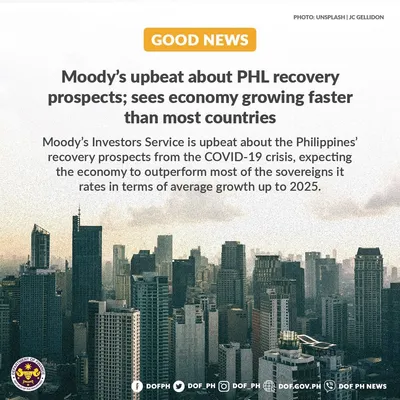 PHOTO: UNSPLASH | JC GELLIDON
GOOD NEWS
Moody's upbeat about PHL recovery
prospects; sees economy growing faster
than most countries
Moody's Investors Service is upbeat about the Philippines'
recovery prospects from the COVID-19 crisis, expecting
the economy to outperform most of the sovereigns it
rates in terms of average growth up to 2025.
DOFPH DOF_PH DOF_PH DOF.GOV.PH DOF PH NEWS